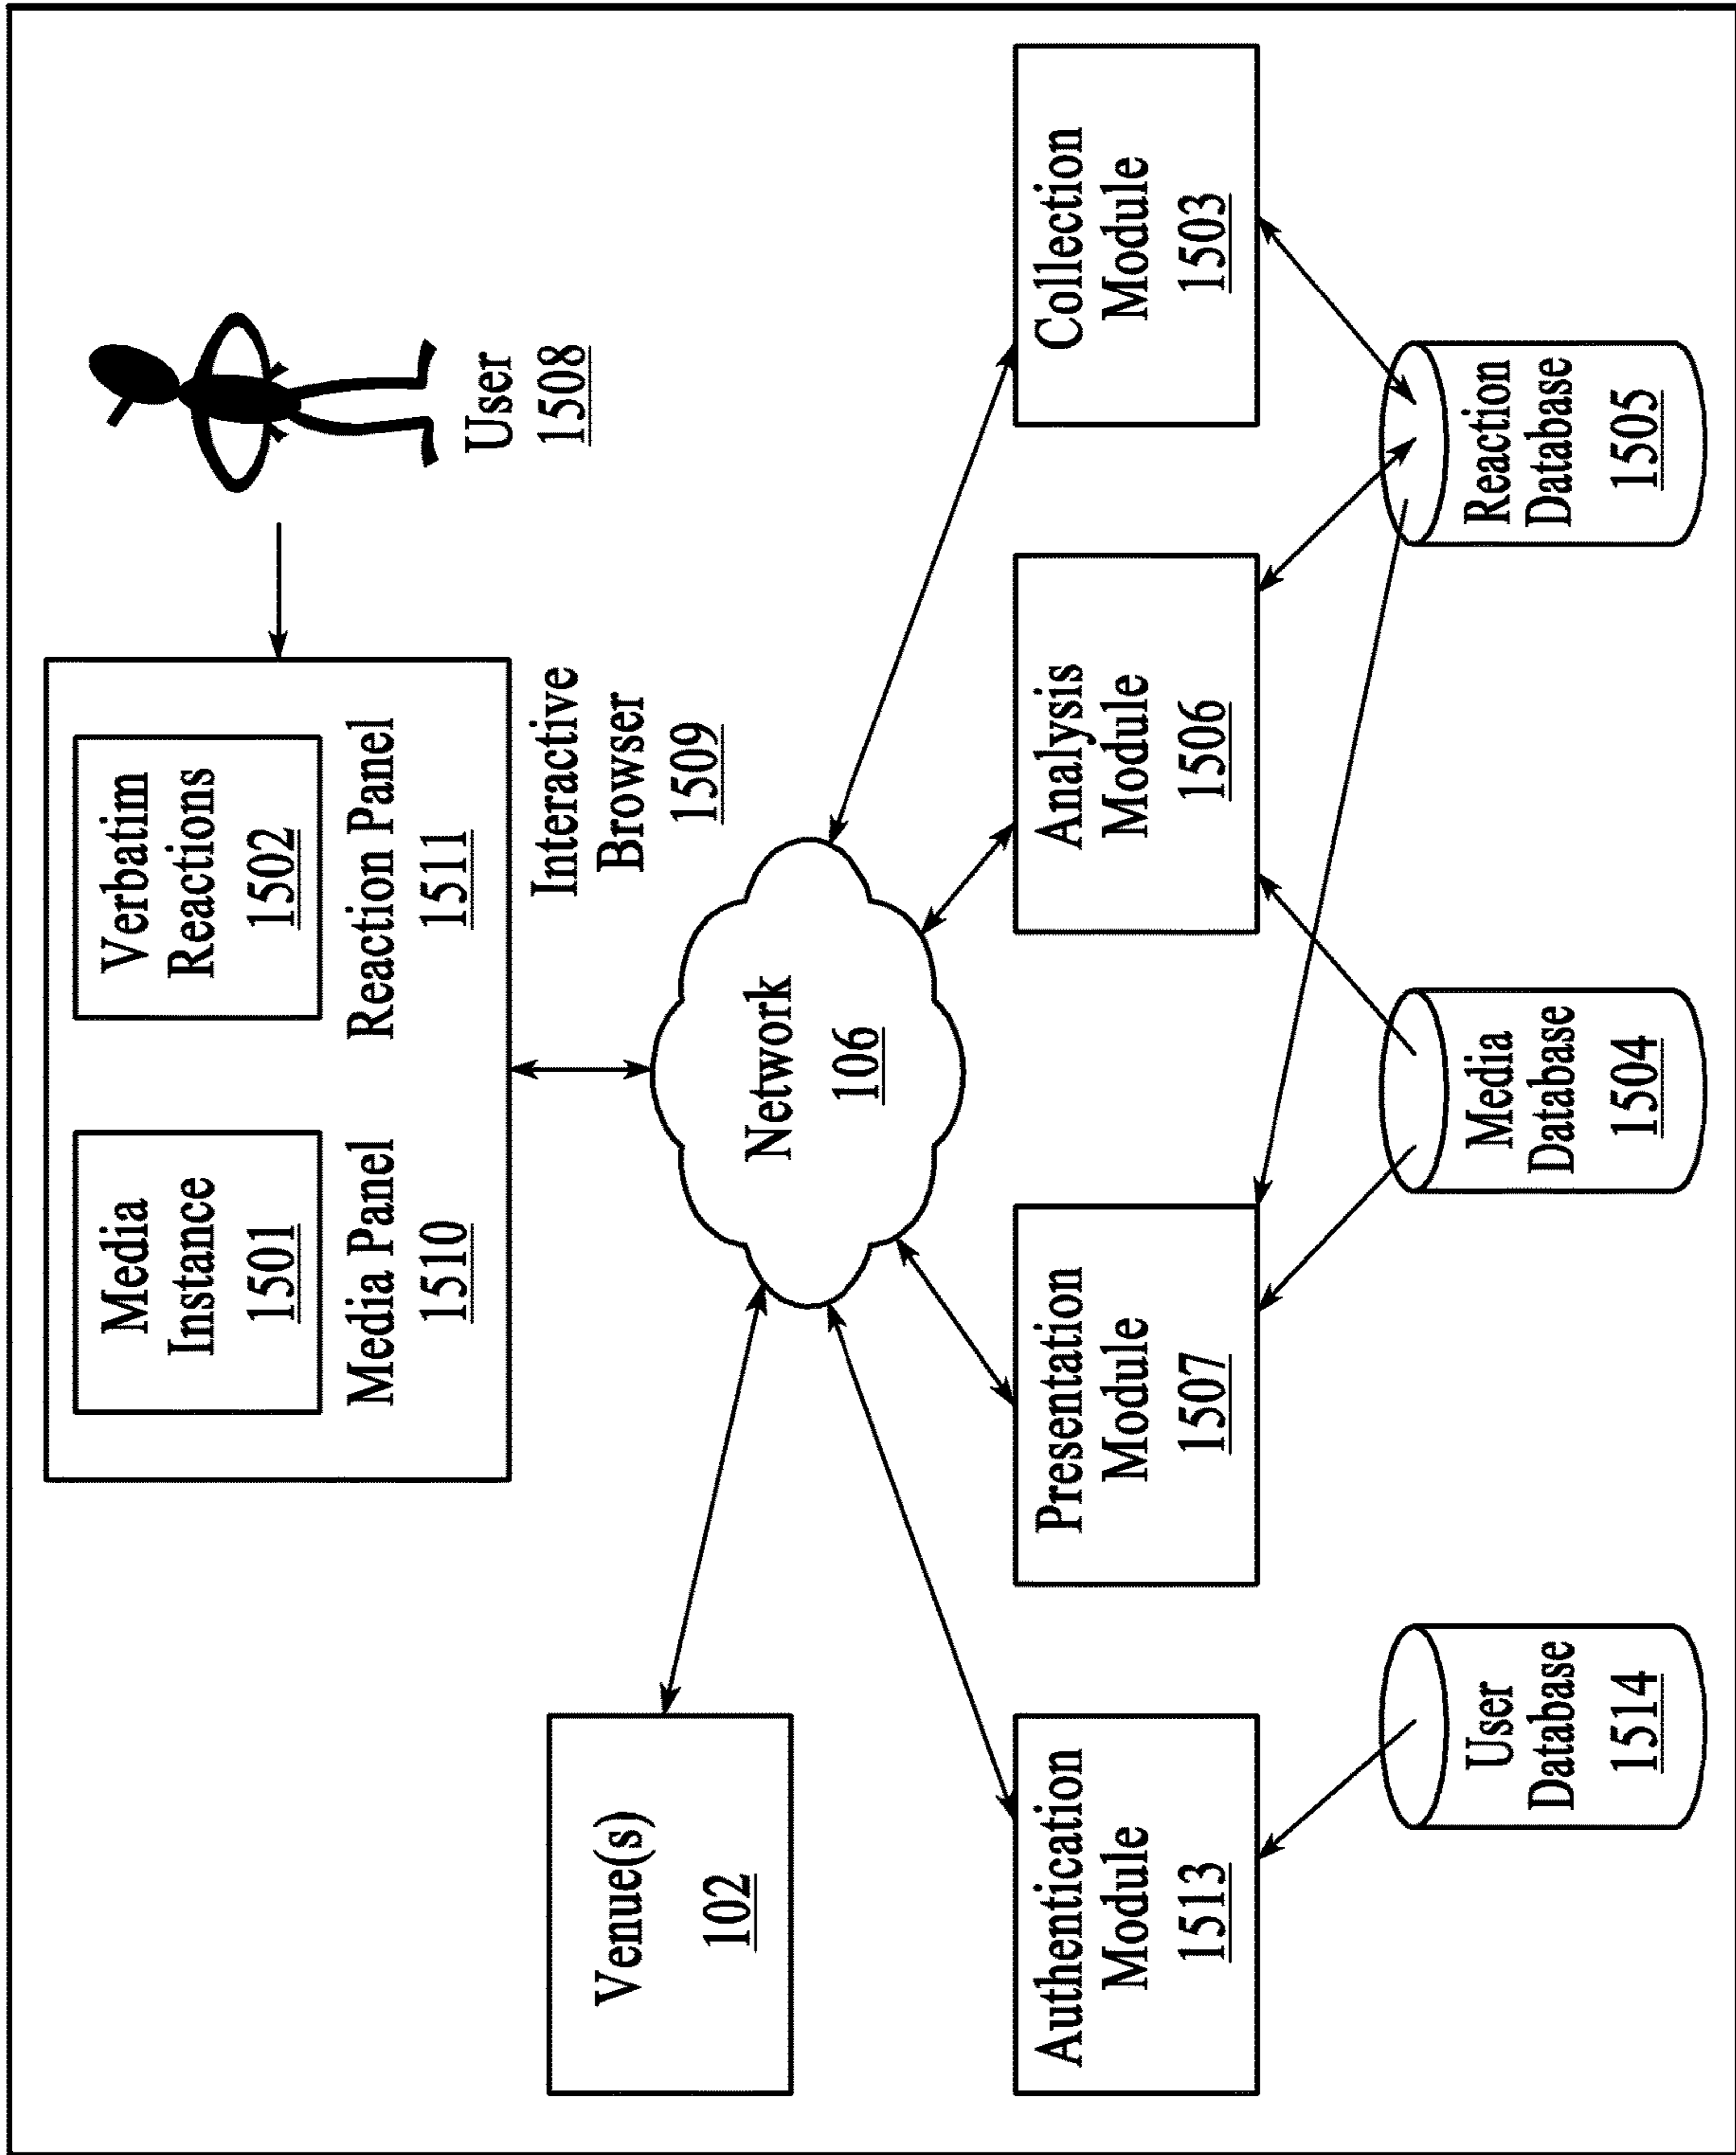 Media
Instance
1501
Media Panel
1510
Verbatim
Reactions
1502
Reaction Panel
1511
User
1508
Interactive
Browser
1509
Venue(s)
102
Network
106
Authentication
Module
1513
Presentation
Module
1507
Analysis
Module
1506
Collection
Module
1503
User
Database
1514
Media
Database
1504
Reaction
Database
1505